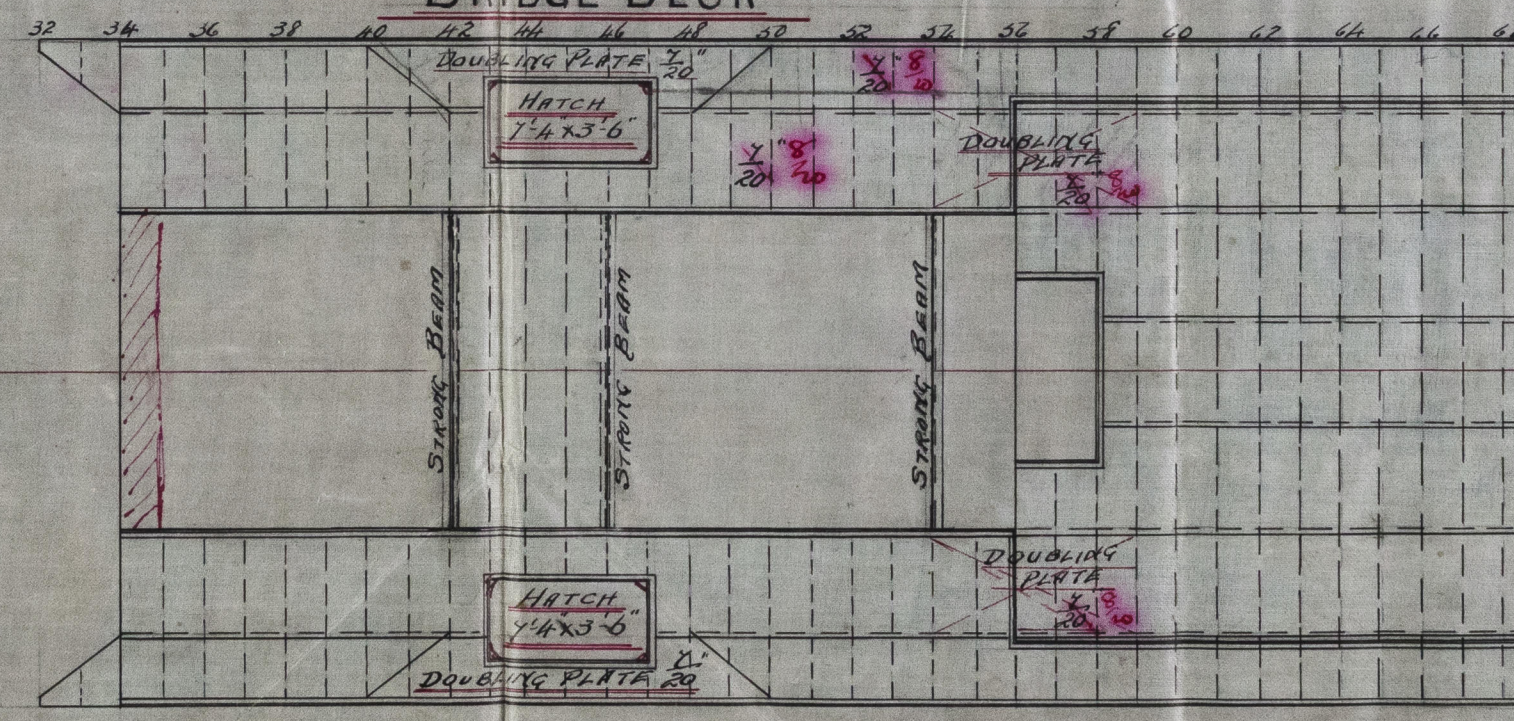 BRIDGE DECK
32 34 36 38 40 42 44 46 48 50 52 54 56 58 60 62 64 66
DOUBLING PLATE 7/20"
7/20" 8/20
HATCH
7'-4"x3'-6"
7/20" 8/20
DOUBLING
PLATE
7/20 8/20
STRONG BEAM
STRONG BEAM
STRONG BEAM
DOUBLING
PLATE
7/20 8/20
HATCH
7'-4"x3'-6"
DOUBLING PLATE 7/20"